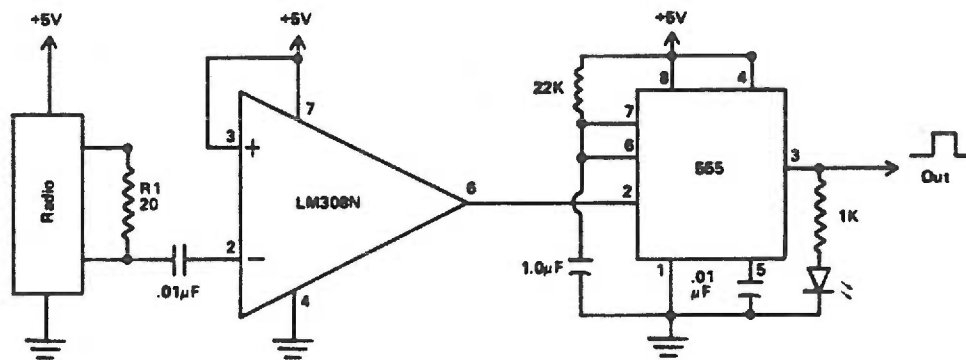 +5V
+5V
+5V
Radio
R1
20
.01µF
3
+
7
2
−
4
LM308N
6
22K
8
4
7
6
2
555
3
Out
1K
1.0µF
1
.01
µF
5